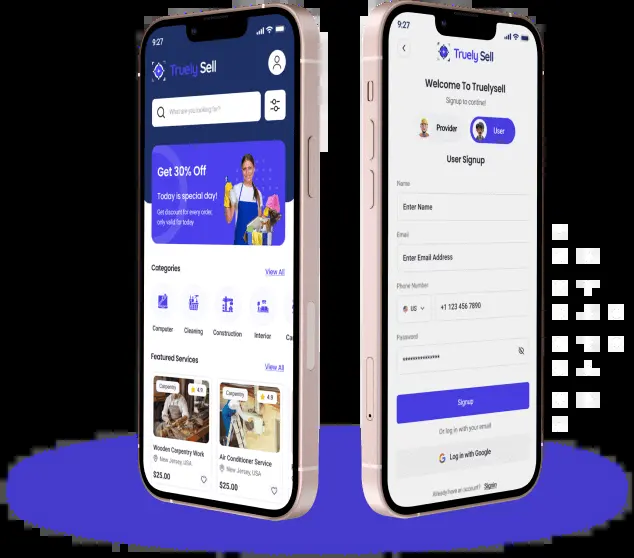 9:27
Truely Sell
What are you looking for?
Get 30% Off
Today is special day!
Get discount for every order,
only valid for today
Categories
View All
Computer
Cleaning
Construction
Interior
Ca
Featured Services
View All
Carpentry
4.9
Wooden Carpentry Work
New Jersey, USA
$25.00
Carpentry
4.9
Air Conditioner Service
New Jersey, USA
$25.00
9:27
Truely Sell
Welcome To Truelysell
Signup to contine!
Provider
User
User Signup
Name
Enter Name
Email
Enter Email Address
Phone Number
US
+1 123 456 7890
Password
***************
Signup
Or log in with your email
G Log in with Google
Already have an account? Signin